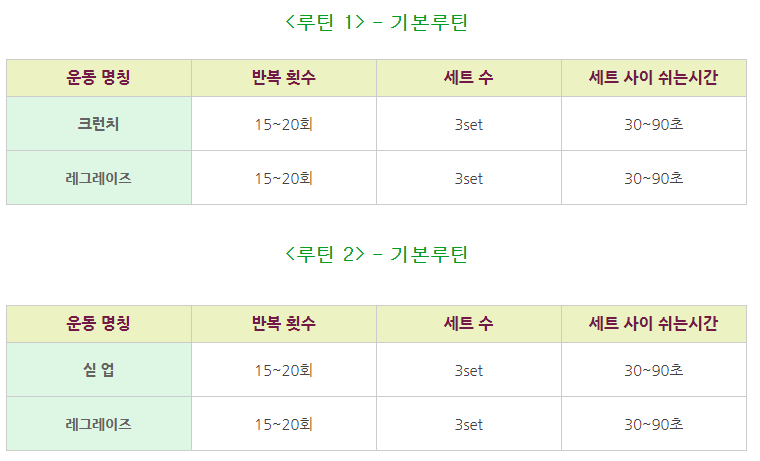 <루틴 1> - 기본루틴
운동 명칭 반복 횟수 세트 수 세트 사이 쉬는시간
크런치 15~20회 3set 30~90초
레그레이즈 15~20회 3set 30~90초
<루틴 2> - 기본루틴
운동 명칭 반복 횟수 세트 수 세트 사이 쉬는시간
싣 업 15~20회 3set 30~90초
레그레이즈 15~20회 3set 30~90초